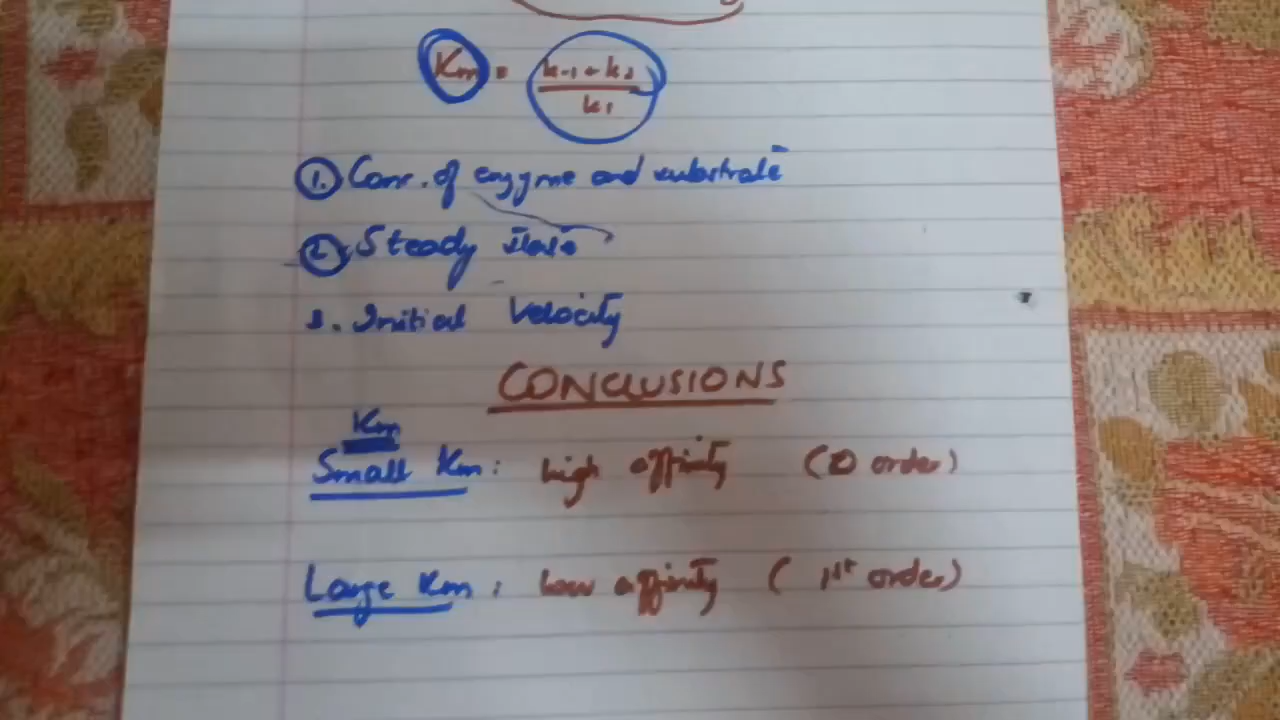 Km = k-1 + k2 / k1
1. Conc. of enzyme and substrate
2. Steady state
3. Initial Velocity
CONCLUSIONS
Km
Small Km: high affinity (0 order)
Large Km: low affinity (1st order)